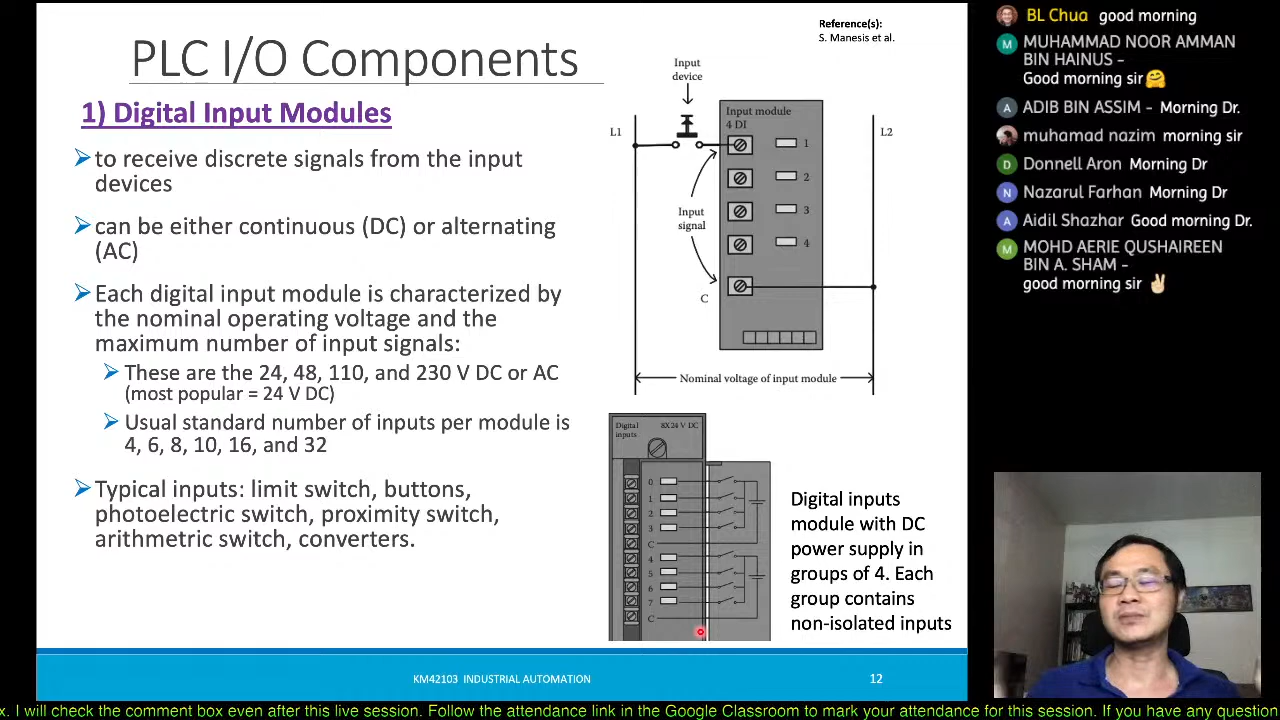 PLC I/O Components
Reference(s):
S. Manesis et al.
1) Digital Input Modules
to receive discrete signals from the input
devices
can be either continuous (DC) or alternating
(AC)
Each digital input module is characterized by
the nominal operating voltage and the
maximum number of input signals:
These are the 24, 48, 110, and 230 V DC or AC
(most popular = 24 V DC)
Usual standard number of inputs per module is
4, 6, 8, 10, 16, and 32
Typical inputs: limit switch, buttons,
photoelectric switch, proximity switch,
arithmetric switch, converters.
Input
device
Input module
4 DI
L1
L2
1
2
3
4
Input
signal
C
Nominal voltage of input module
Digital
inputs
8X24 V DC
0
1
2
3
C
4
5
6
7
C
Digital inputs
module with DC
power supply in
groups of 4. Each
group contains
non-isolated inputs
KM42103 INDUSTRIAL AUTOMATION
12
BL Chua good morning
M
MUHAMMAD NOOR AMMAN
BIN HAINUS -
Good morning sir🤗
A
ADIB BIN ASSIM - Morning Dr.
muhamad nazim morning sir
D
Donnell Aron Morning Dr
N
Nazarul Farhan Morning Dr
A
Aidil Shazhar Good morning Dr.
M
MOHD AERIE QUSHAIREEN
BIN A. SHAM -
good morning sir ✌🏻
x. I will check the comment box even after this live session. Follow the attendance link in the Google Classroom to mark your attendance for this session. If you have any question